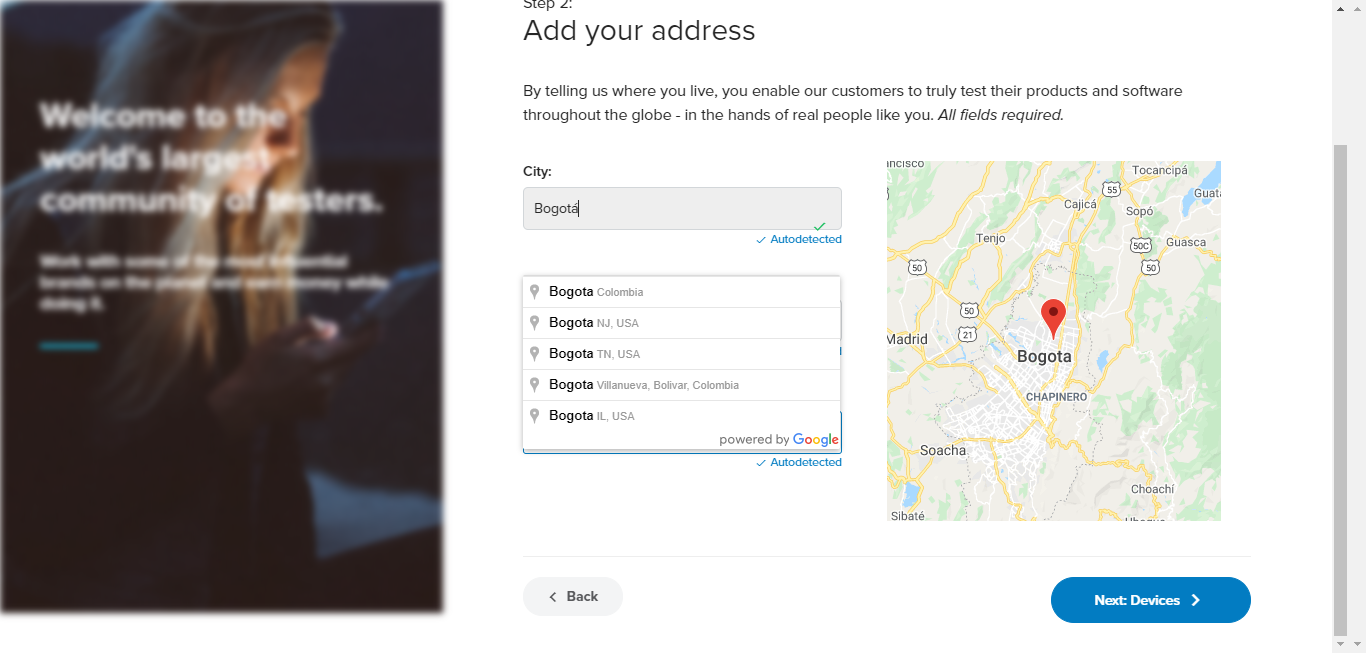 Step 2:
Add your address
Welcome to the
world's largest
community of testers.
Work with some of the most influential
brands on the planet and earn money while
doing it.
By telling us where you live, you enable our customers to truly test their products and software
throughout the globe - in the hands of real people like you. All fields required.
City:
Bogotá
Autodetected
Bogota Colombia
Bogota NJ, USA
Bogota TN, USA
Bogota Villanueva, Bolivar, Colombia
Bogota IL, USA
powered by Google
Autodetected
Tocancipá
55
Cajicá
Sopó
Tenjo
50C
Guasca
50
50
50
21
Madrid
Bogota
CHAPINERO
Soacha
Choachí
Sibaté
Back
Next: Devices